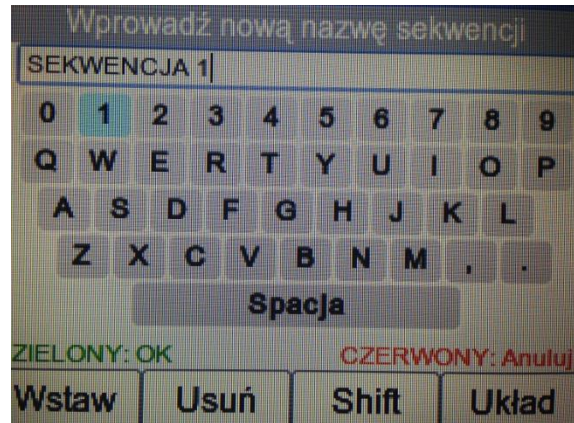 Wprowadź nową nazwę sekwencji
SEKWENCJA 1
0 1 2 3 4 5 6 7 8 9
Q W E R T Y U I O P
A S D F G H J K L
Z X C V B N M , .
Spacja
ZIELONY: OK CZERWONY: Anuluj
Wstaw Usuń Shift Układ